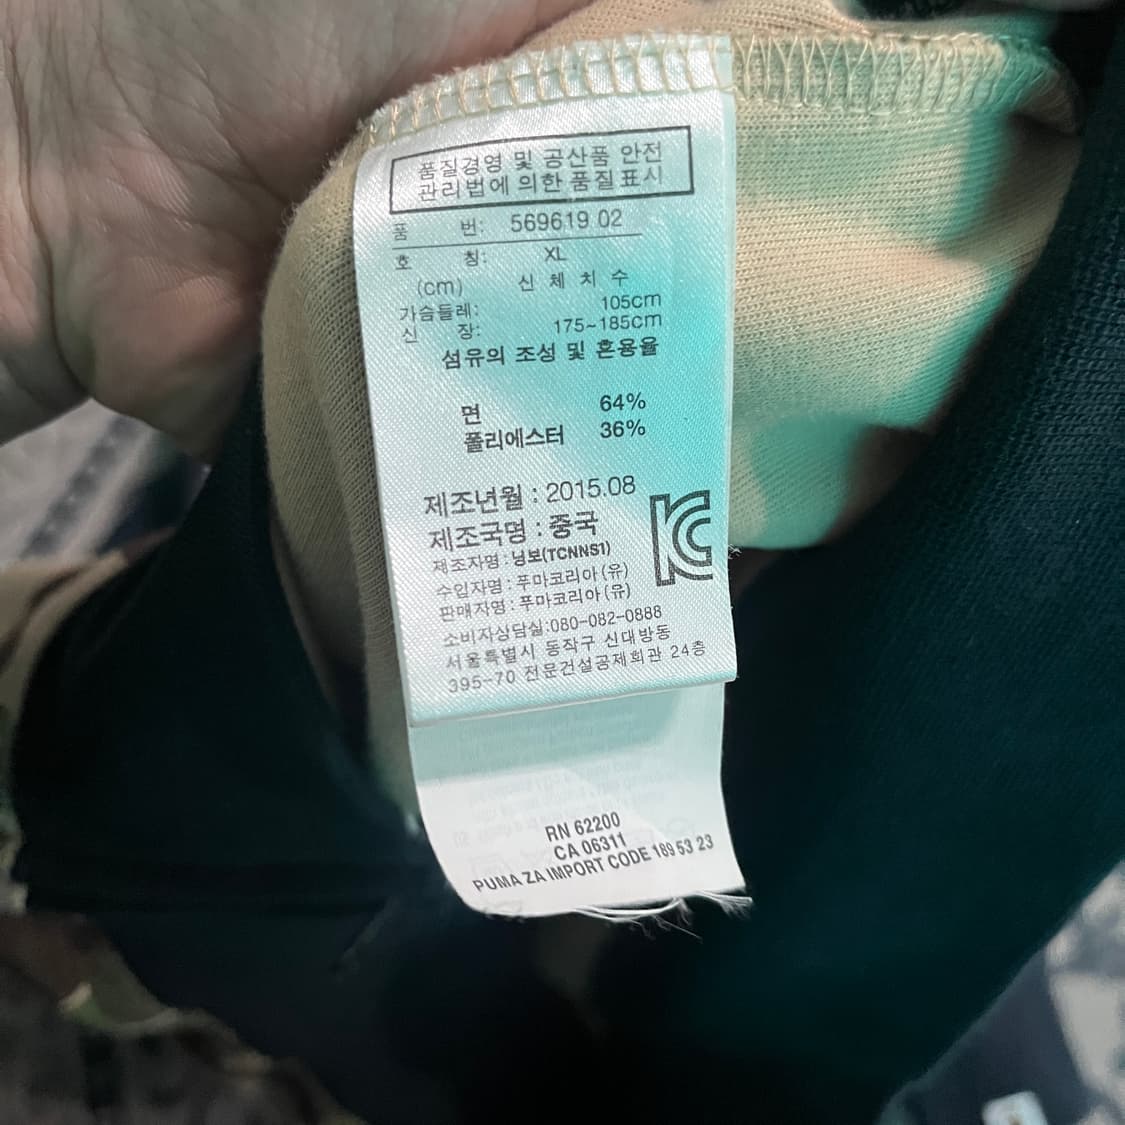 품질경영 및 공산품 안전
관리법에 의한 품질표시
품 번: 569619 02
호 칭: XL
(cm) 신 체 치 수
가슴들레: 105cm
신 장: 175~185cm
섬유의 조성 및 혼용율
면 64%
폴리에스터 36%
제조년월 : 2015.08
제조국명 : 중국
제조자명 : 닝보(TCNNS1)
수입자명 : 푸마코리아(유)
판매자명 : 푸마코리아(유)
소비자상담실:080-082-0888
서울특별시 동작구 신대방동
395-70 전문건설공제회관 24층
RN 62200
CA 06311
PUMA ZA IMPORT CODE 189 53 23